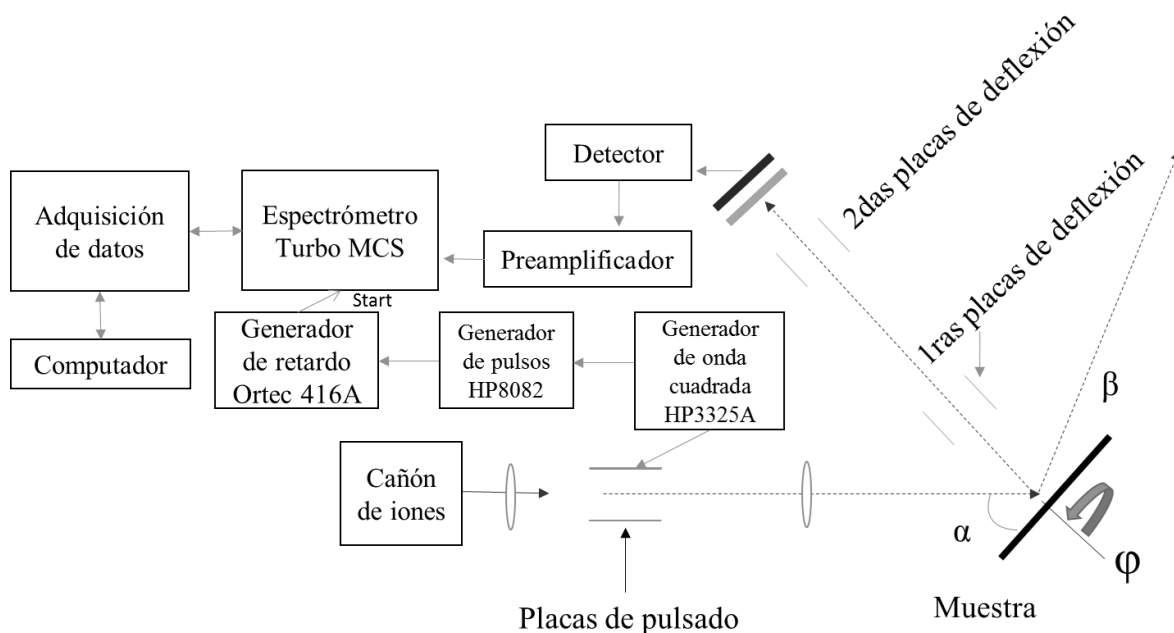 2das placas de deflexión
1ras placas de deflexión
Detector
Adquisición
de datos
Espectrómetro
Turbo MCS
Preamplificador
Start
Computador
Generador
de retardo
Ortec 416A
Generador
de pulsos
HP8082
Generador
de onda
cuadrada
HP3325A
β
Cañón
de iones
α
φ
Placas de pulsado
Muestra